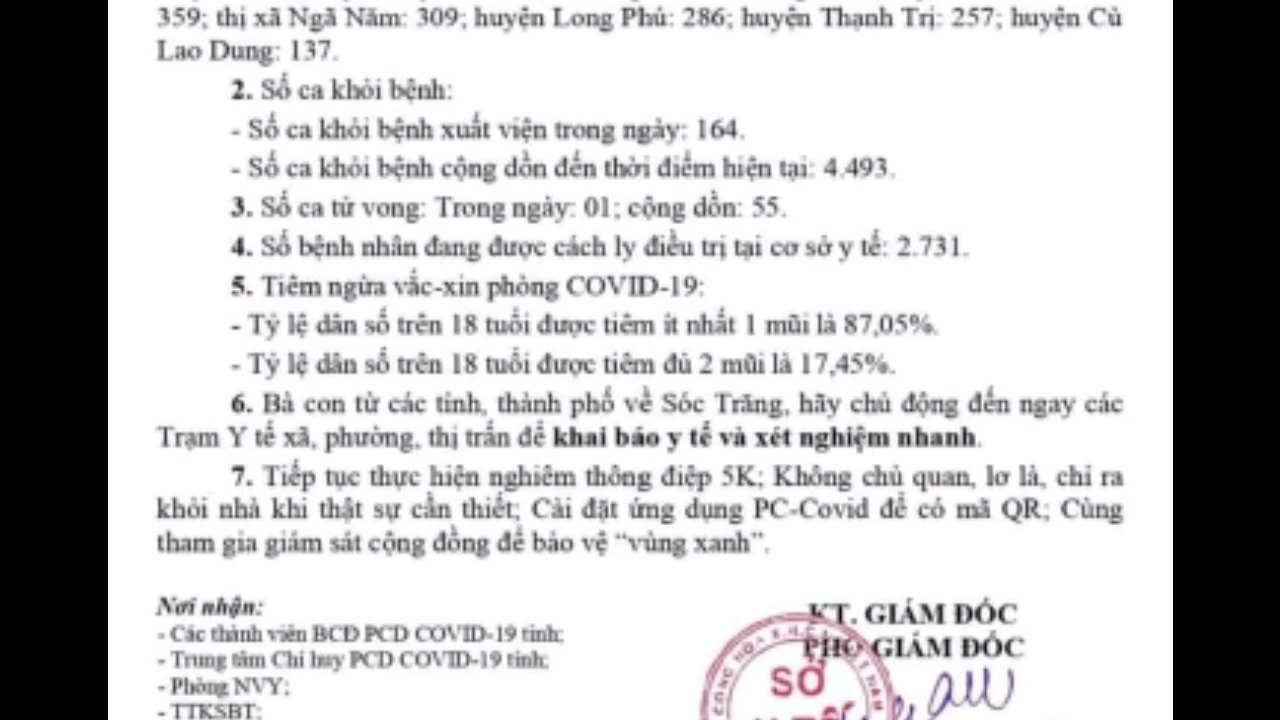 359; thị xã Ngã Năm: 309; huyện Long Phú: 286; huyện Thạnh Trị: 257; huyện Cù
Lao Dung: 137.
2. Số ca khỏi bệnh:
- Số ca khỏi bệnh xuất viện trong ngày: 164.
- Số ca khỏi bệnh cộng dồn đến thời điểm hiện tại: 4.493.
3. Số ca tử vong: Trong ngày: 01; cộng dồn: 55.
4. Số bệnh nhân đang được cách ly điều trị tại cơ sở y tế: 2.731.
5. Tiêm ngừa vắc-xin phòng COVID-19:
- Tỷ lệ dân số trên 18 tuổi được tiêm ít nhất 1 mũi là 87,05%.
- Tỷ lệ dân số trên 18 tuổi được tiêm đủ 2 mũi là 17,45%.
6. Bà con từ các tỉnh, thành phố về Sóc Trăng, hãy chủ động đến ngay các
Trạm Y tế xã, phường, thị trấn để khai báo y tế và xét nghiệm nhanh.
7. Tiếp tục thực hiện nghiêm thông điệp 5K; Không chủ quan, lơ là, chỉ ra
khỏi nhà khi thật sự cần thiết; Cài đặt ứng dụng PC-Covid để có mã QR; Cùng
tham gia giám sát cộng đồng để bảo vệ “vùng xanh”.
Nơi nhận:
- Các thành viên BCĐ PCD COVID-19 tỉnh;
- Trung tâm Chỉ huy PCD COVID-19 tỉnh;
- Phòng NVY;
- TTKSBT;
KT. GIÁM ĐỐC
PHÓ GIÁM ĐỐC
SỞ